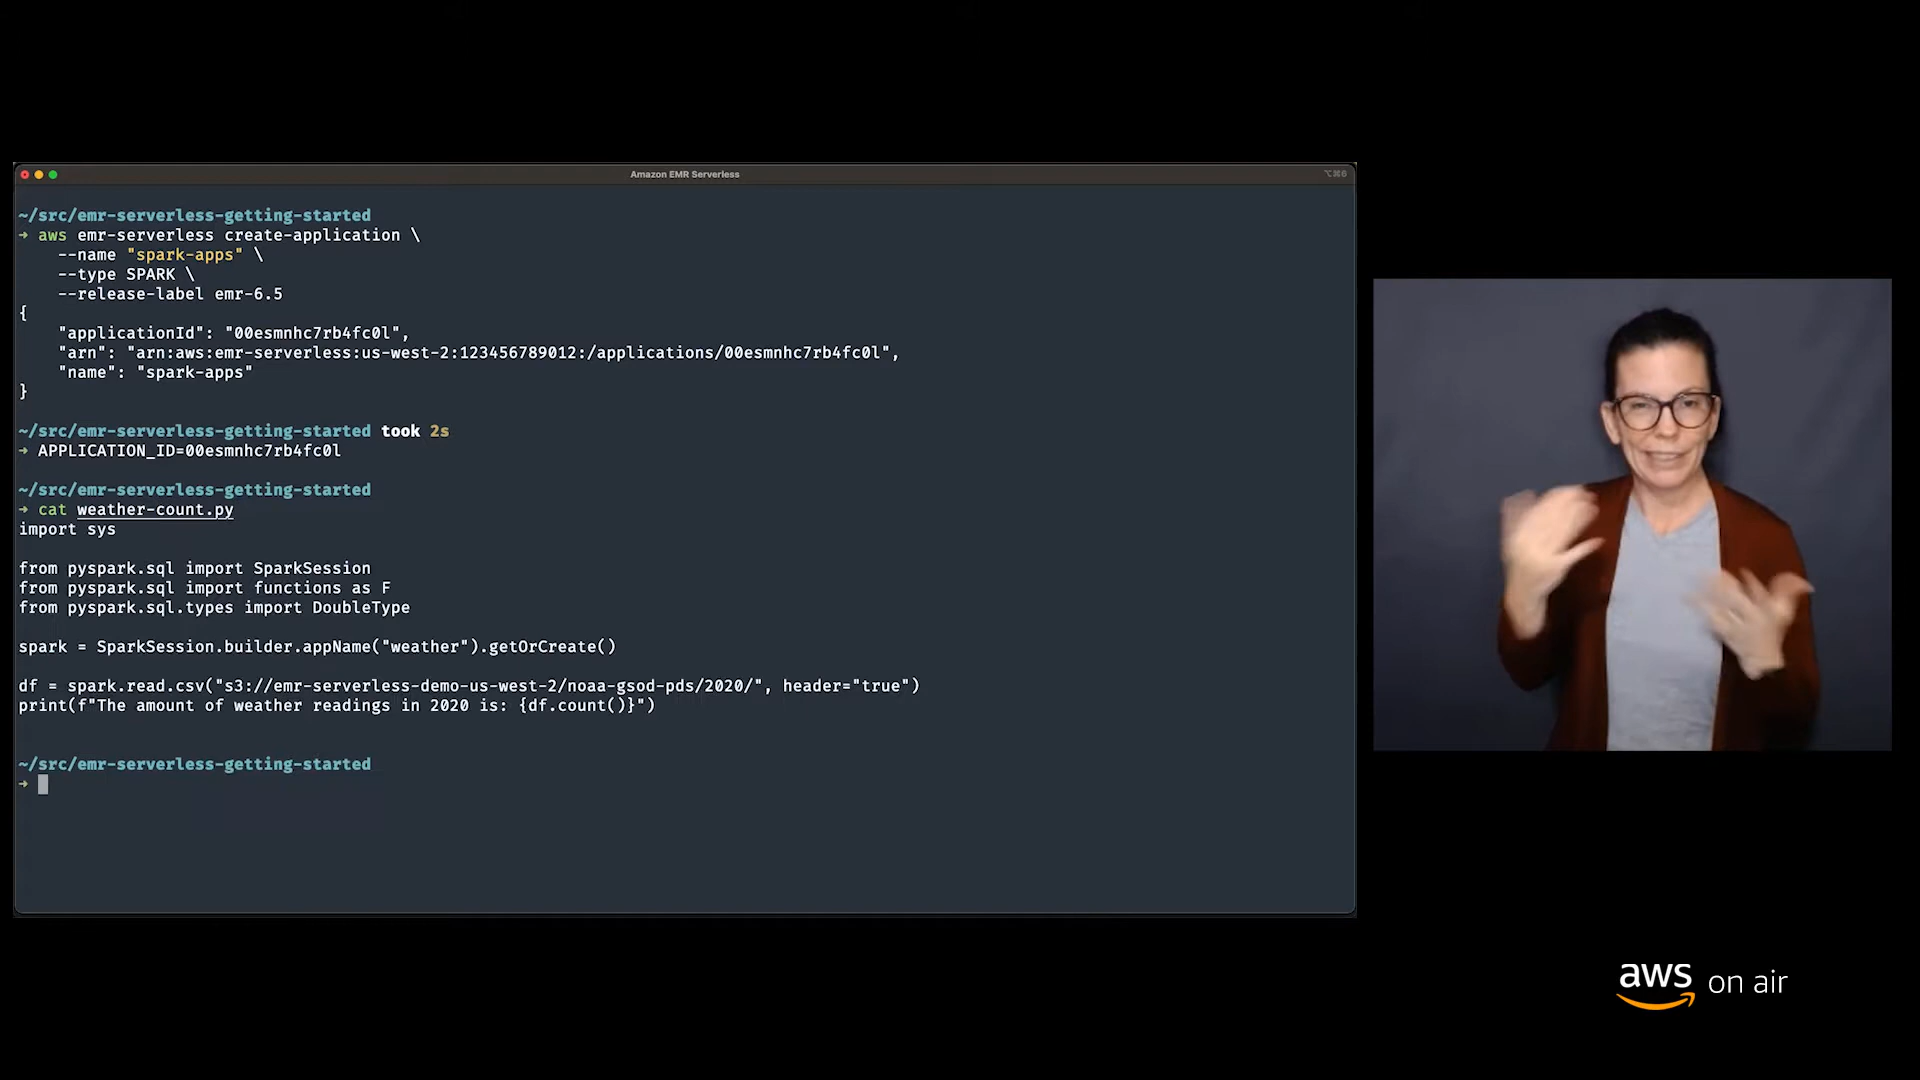 Amazon EMR Serverless
⌥⌘6
~/src/emr-serverless-getting-started
→ aws emr-serverless create-application \
    --name "spark-apps" \
    --type SPARK \
    --release-label emr-6.5
{
    "applicationId": "00esmnhc7rb4fc0l",
    "arn": "arn:aws:emr-serverless:us-west-2:123456789012:/applications/00esmnhc7rb4fc0l",
    "name": "spark-apps"
}
~/src/emr-serverless-getting-started took 2s
→ APPLICATION_ID=00esmnhc7rb4fc0l
~/src/emr-serverless-getting-started
→ cat weather-count.py
import sys
from pyspark.sql import SparkSession
from pyspark.sql import functions as F
from pyspark.sql.types import DoubleType
spark = SparkSession.builder.appName("weather").getOrCreate()
df = spark.read.csv("s3://emr-serverless-demo-us-west-2/noaa-gsod-pds/2020/", header="true")
print(f"The amount of weather readings in 2020 is: {df.count()}")
~/src/emr-serverless-getting-started
→
aws on air